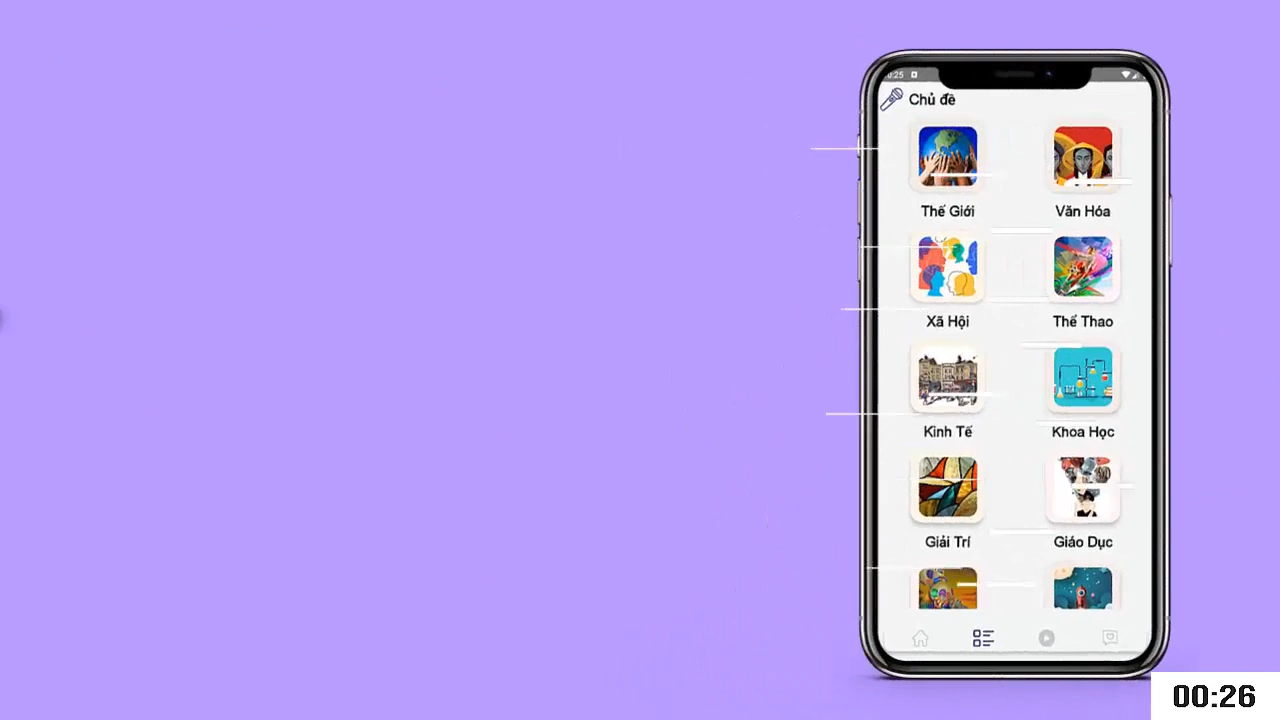 Chủ đề
Thế Giới
Văn Hóa
Xã Hội
Thể Thao
Kinh Tế
Khoa Học
Giải Trí
Giáo Dục
00:26